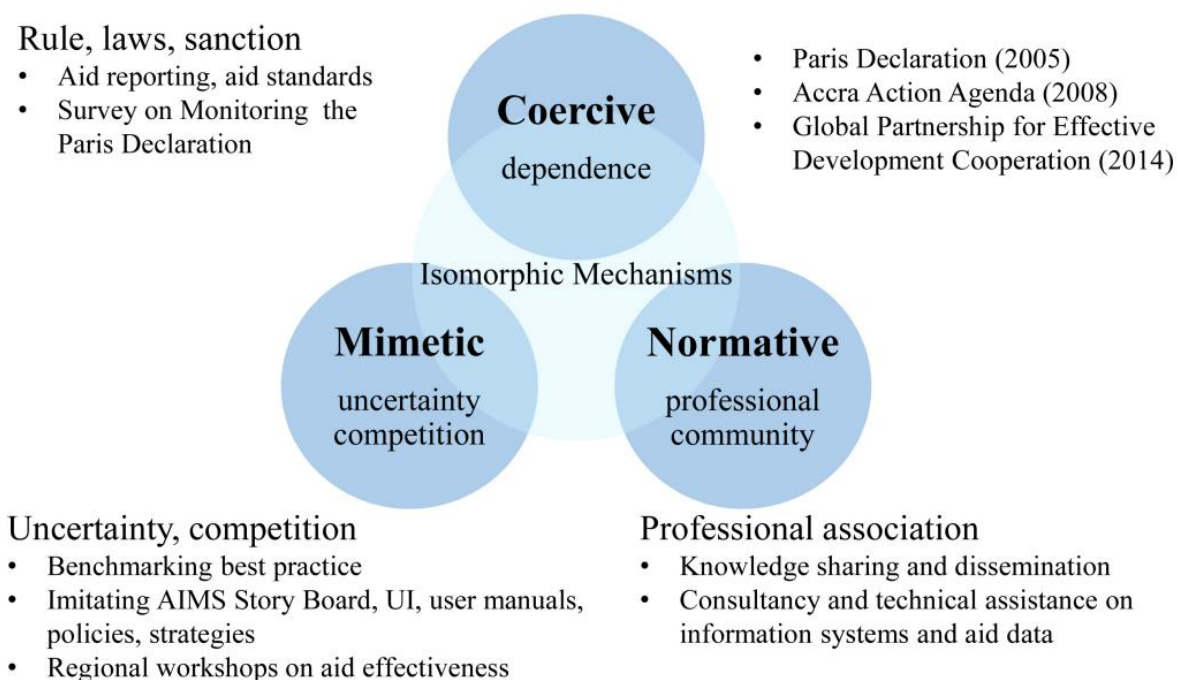 Rule, laws, sanction
• Aid reporting, aid standards
• Survey on Monitoring the
Paris Declaration
• Paris Declaration (2005)
• Accra Action Agenda (2008)
• Global Partnership for Effective
Development Cooperation (2014)
Coercive
dependence
Isomorphic Mechanisms
Mimetic
uncertainty
competition
Normative
professional
community
Uncertainty, competition
• Benchmarking best practice
• Imitating AIMS Story Board, UI, user manuals,
policies, strategies
• Regional workshops on aid effectiveness
Professional association
• Knowledge sharing and dissemination
• Consultancy and technical assistance on
information systems and aid data